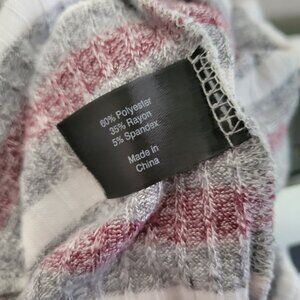 60% Polyester
35% Rayon
5% Spandex
Made in
China